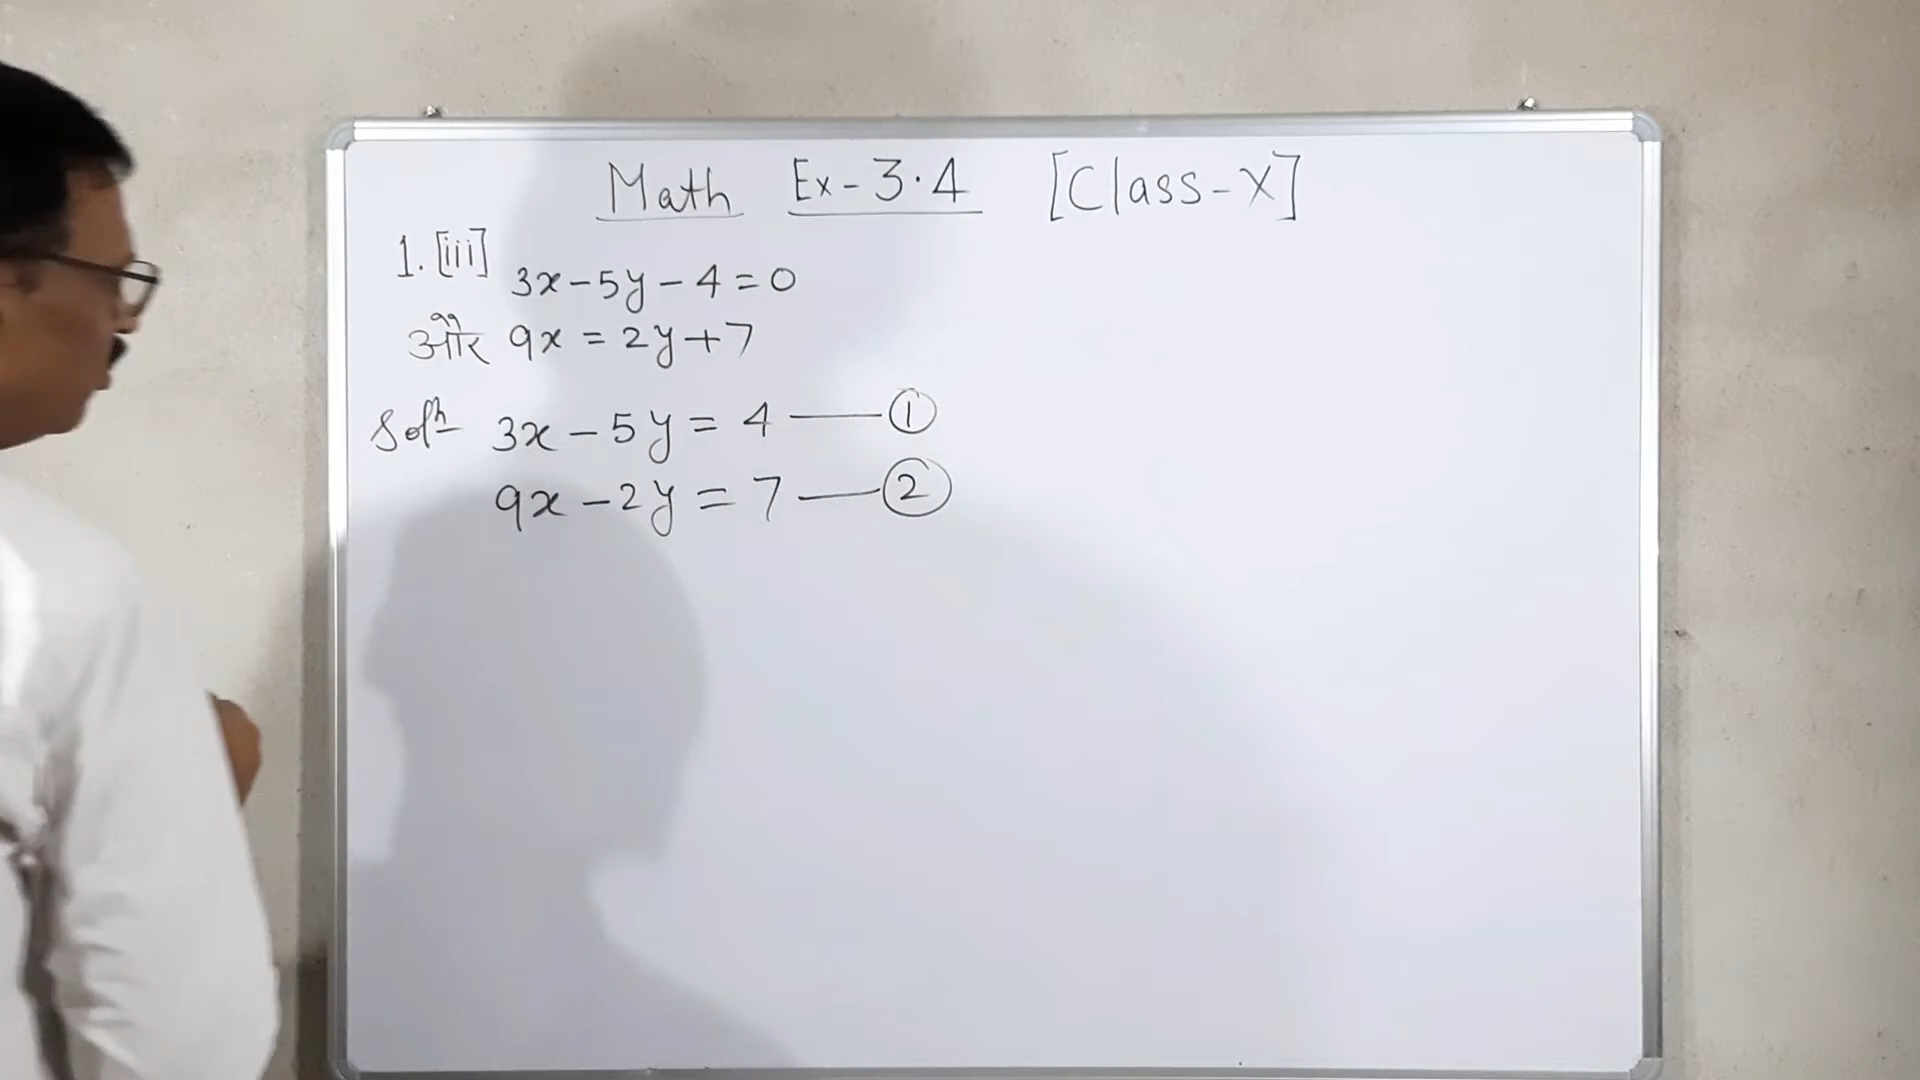 Math Ex-3.4 [Class-X]
1. [iii] 3x-5y-4=0
और 9x = 2y+7
Solⁿ 3x-5y = 4 —— ①
9x-2y = 7 —— ②